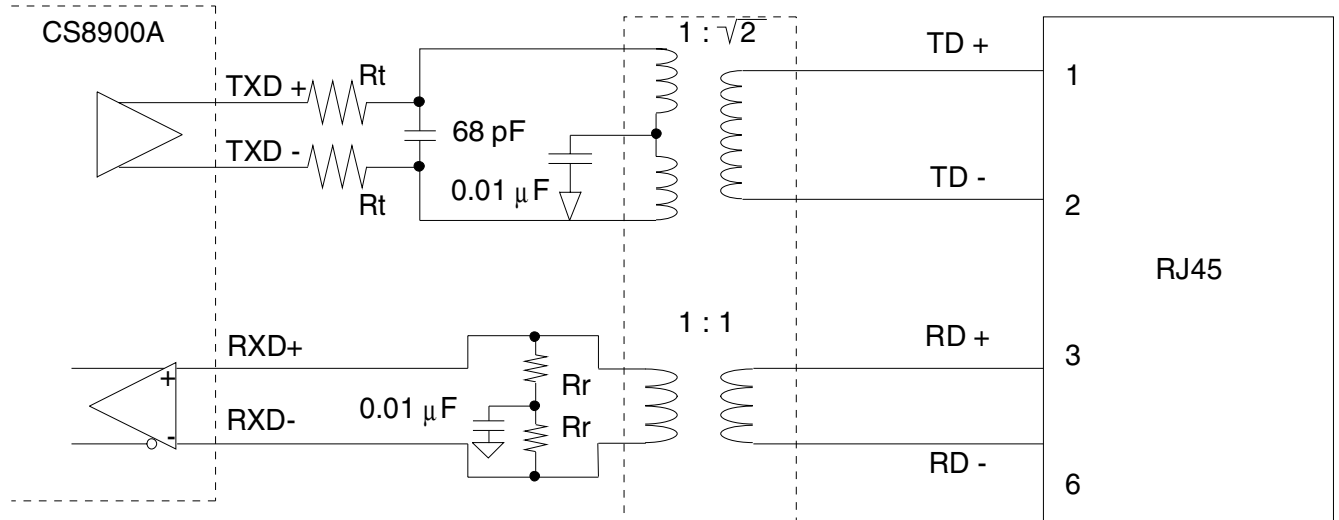 CS8900A
1 : √2
TD +
1
TXD +
Rt
68 pF
TXD -
0.01 μF
Rt
TD -
2
RJ45
1 : 1
RXD+
RD +
3
+
Rr
0.01 μF
RXD-
Rr
-
RD -
6